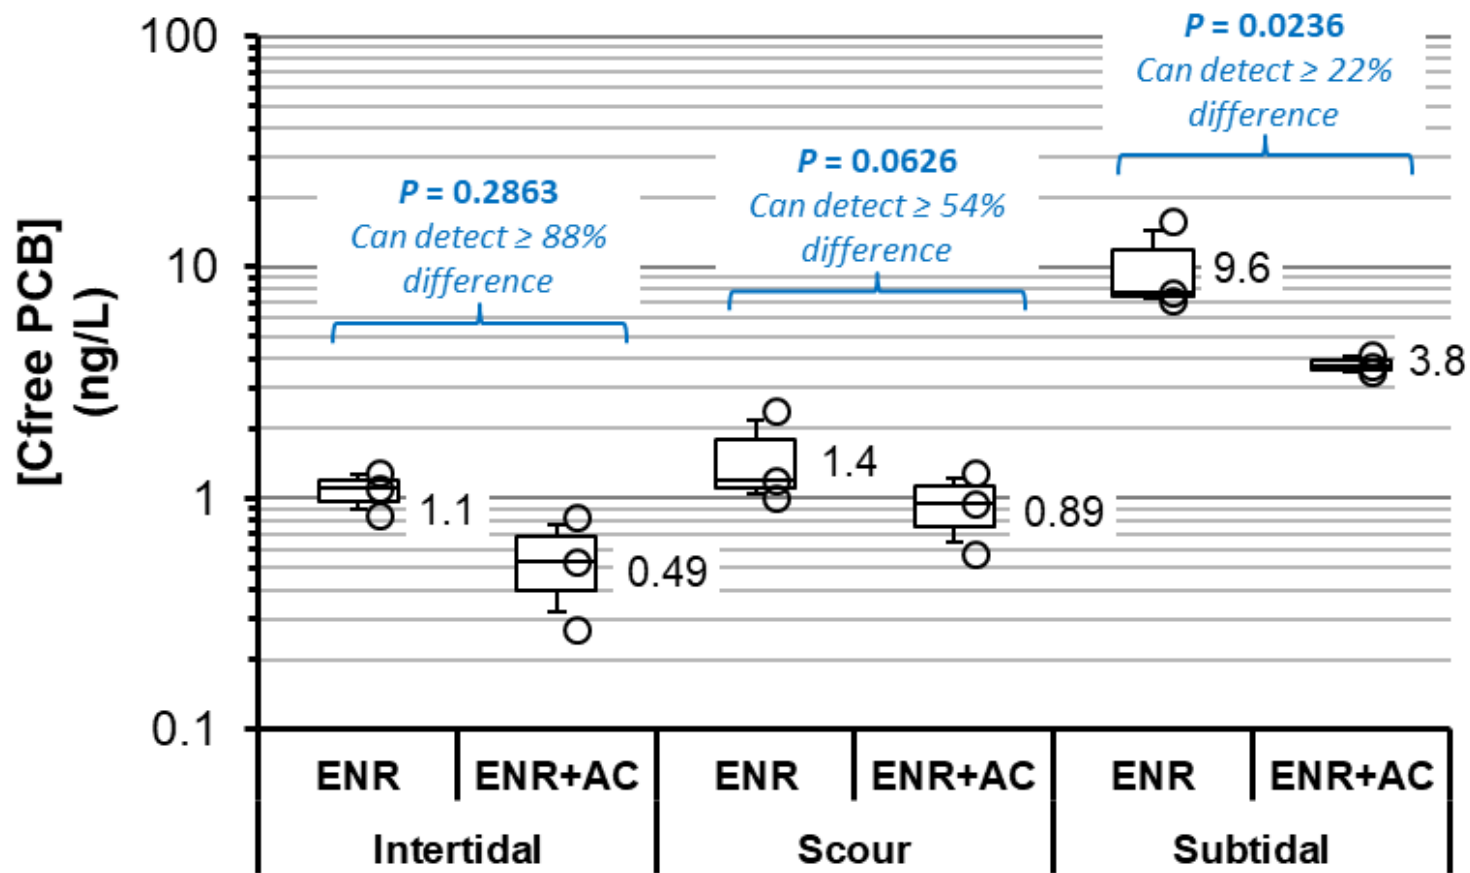 100
P = 0.0236
Can detect ≥ 22%
difference
P = 0.0626
Can detect ≥ 54%
difference
P = 0.2863
Can detect ≥ 88%
difference
[Cfree PCB]
(ng/L)
10
9.6
3.8
1.4
1
1.1
0.89
0.49
0.1
ENR ENR+AC ENR ENR+AC ENR ENR+AC
Intertidal Scour Subtidal